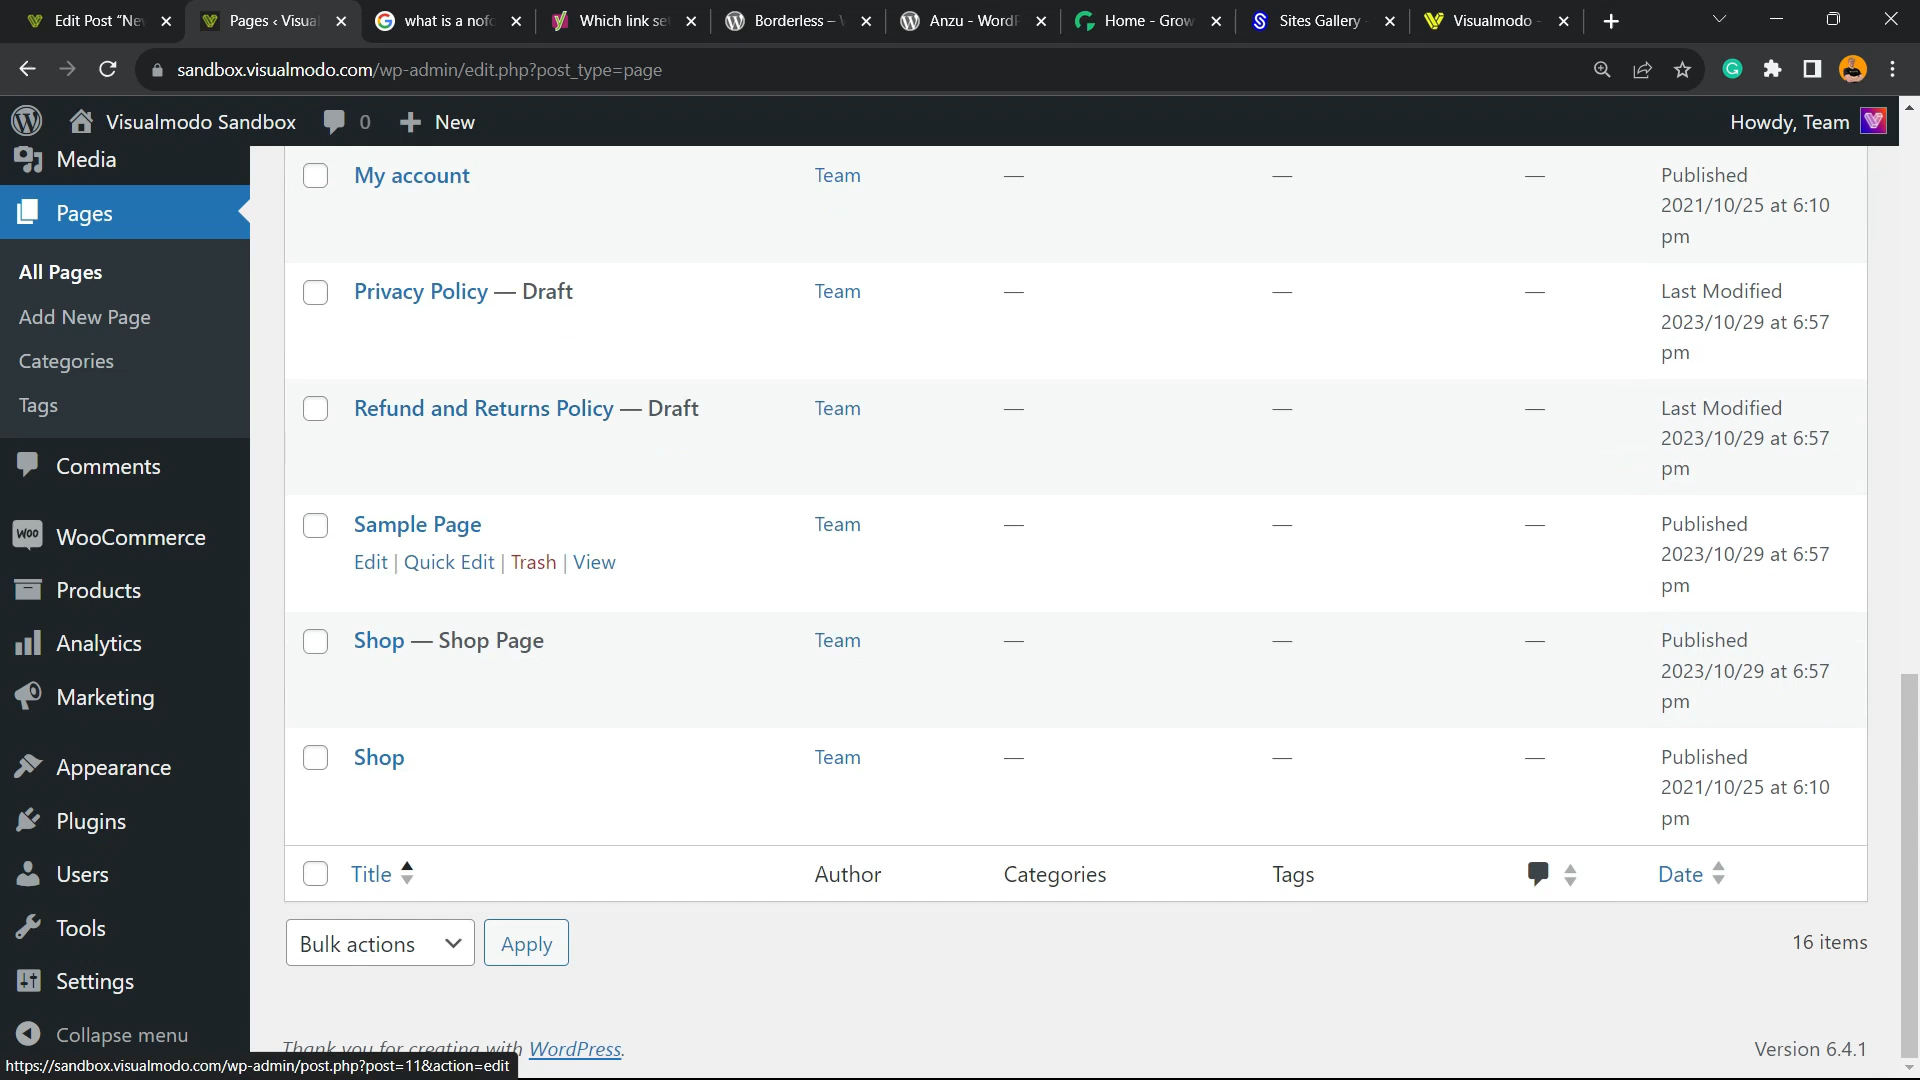 Edit Post “Ne
Pages ‹ Visual
what is a nofo
Which link se
Borderless –
Anzu - WordP
Home - Grow
Sites Gallery
Visualmodo -
sandbox.visualmodo.com/wp-admin/edit.php?post_type=page
Visualmodo Sandbox
0
New
Howdy, Team
Media
Pages
All Pages
Add New Page
Categories
Tags
Comments
WooCommerce
Products
Analytics
Marketing
Appearance
Plugins
Users
Tools
Settings
Collapse menu
My account
Team
—
—
—
Published
2021/10/25 at 6:10
pm
Privacy Policy — Draft
Team
—
—
—
Last Modified
2023/10/29 at 6:57
pm
Refund and Returns Policy — Draft
Team
—
—
—
Last Modified
2023/10/29 at 6:57
pm
Sample Page
Edit | Quick Edit | Trash | View
Team
—
—
—
Published
2023/10/29 at 6:57
pm
Shop — Shop Page
Team
—
—
—
Published
2023/10/29 at 6:57
pm
Shop
Team
—
—
—
Published
2021/10/25 at 6:10
pm
Title
Author
Categories
Tags
Date
Bulk actions
Apply
16 items
Thank you for creating with WordPress.
Version 6.4.1
https://sandbox.visualmodo.com/wp-admin/post.php?post=11&action=edit